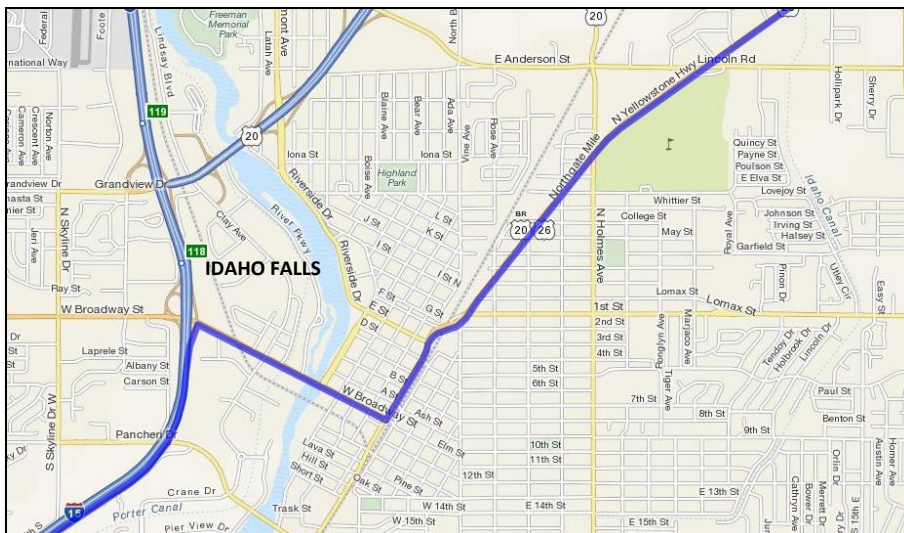 Federal
Foote
Lindsay Blvd
Freeman
Memorial
Park
mont Ave
Latah Ave
North B
20
rnational Way
E Anderson St
Lincoln Rd
N Yellowstone Hwy
Hollipark Dr
Sherry Dr
119
20
Norton Ave
Crescent Ave
Cameron Ave
Blaine Ave
Bear Ave
Ada Ave
Rose Ave
Vine Ave
Iona St
Iona St
Boise Ave
Highland
Park
Northgate Mile
Quincy St
Payne St
Poulson St
E Elva St
Lovejoy St
Idaho Canal
randview Dr
Grandview Dr
Riverside Dr
River Pkwy
Clay Ave
N Skyline Dr
Jeri Ave
L St
K St
J St
I St
I St N
Whittier St
College St
May St
Royal Ave
Johnson St
Irving St
Halsey St
Garfield St
BR
20
26
N Holmes Ave
118
IDAHO FALLS
Riverside Dr
Ray St
Pinon Dr
Utley Cir
Easy St
W Broadway St
F St
E St
G St
D St
Lomax St
Lomax St
1st St
2nd St
3rd St
4th St
Marjaco Ave
Ronglyn Ave
Tendoy Dr
Holbrook Dr
Lincoln Dr
Laprele St
Albany St
Carson St
B St
A St
W Broadway St
Ash St
5th St
6th St
7th St
8th St
9th St
Tiger Ave
Paul St
Benton St
S Skyline Dr W
Pancheri Dr
Lava St
Hill St
Short St
Oak St
Pine St
Elm St
10th St
11th St
12th St
Orlin Dr
Homer Ave
Austin Ave
Crane Dr
15
Porter Canal
Pier View Dr
Trask St
W 14th St
W 15th St
E 13th St
E 14th St
E 15th St
Cathryn Ave
Bower Dr
Merrett Dr